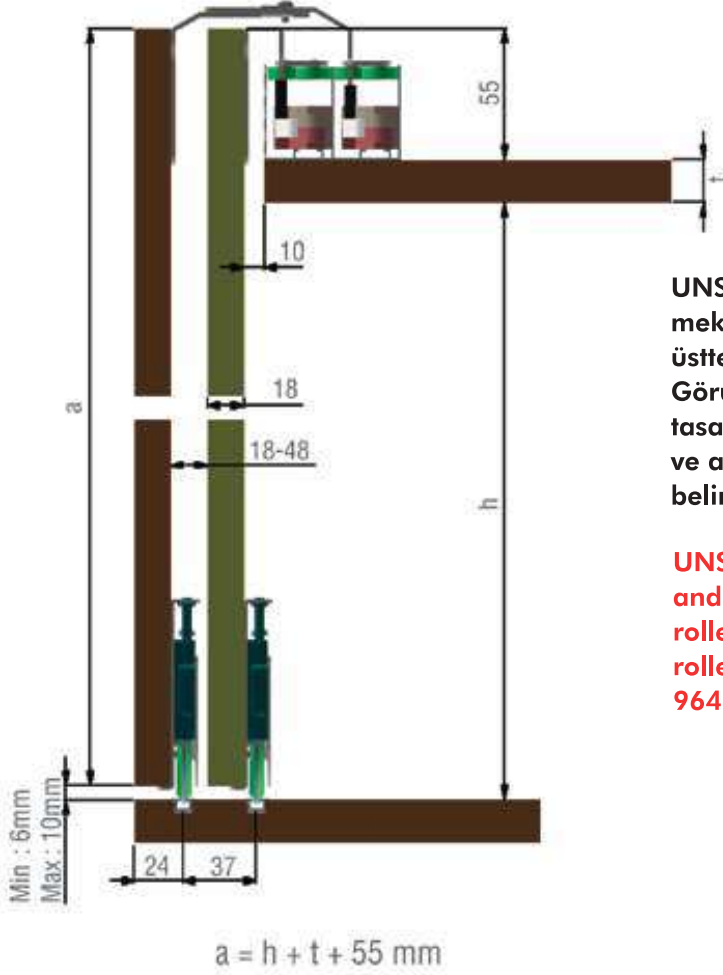 55
t
10
UNS
mek
üstte
Görü
tasa
ve a
belir
18
a
18-48
h
UNS
and
rolle
rolle
964
Min : 6mm
Max : 10mm
24
37
a = h + t + 55 mm